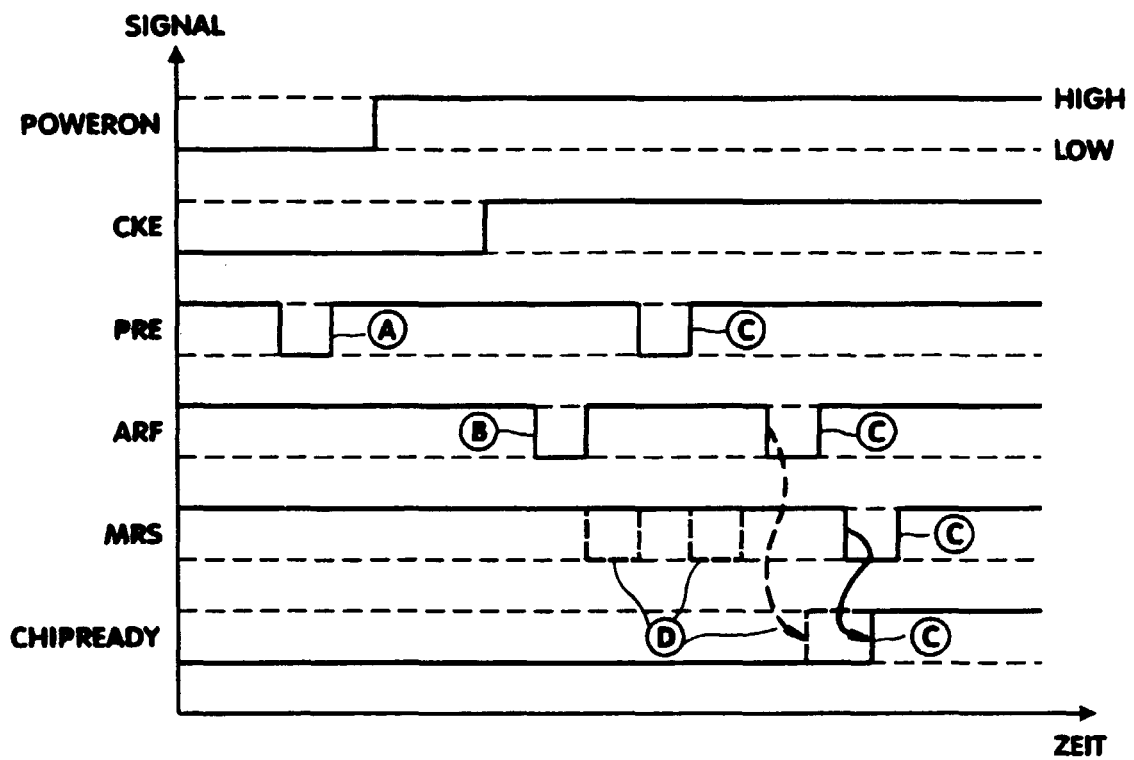 SIGNAL
POWERON
HIGH
LOW
CKE
PRE
A
C
ARF
B
C
MRS
C
CHIPREADY
D
C
ZEIT